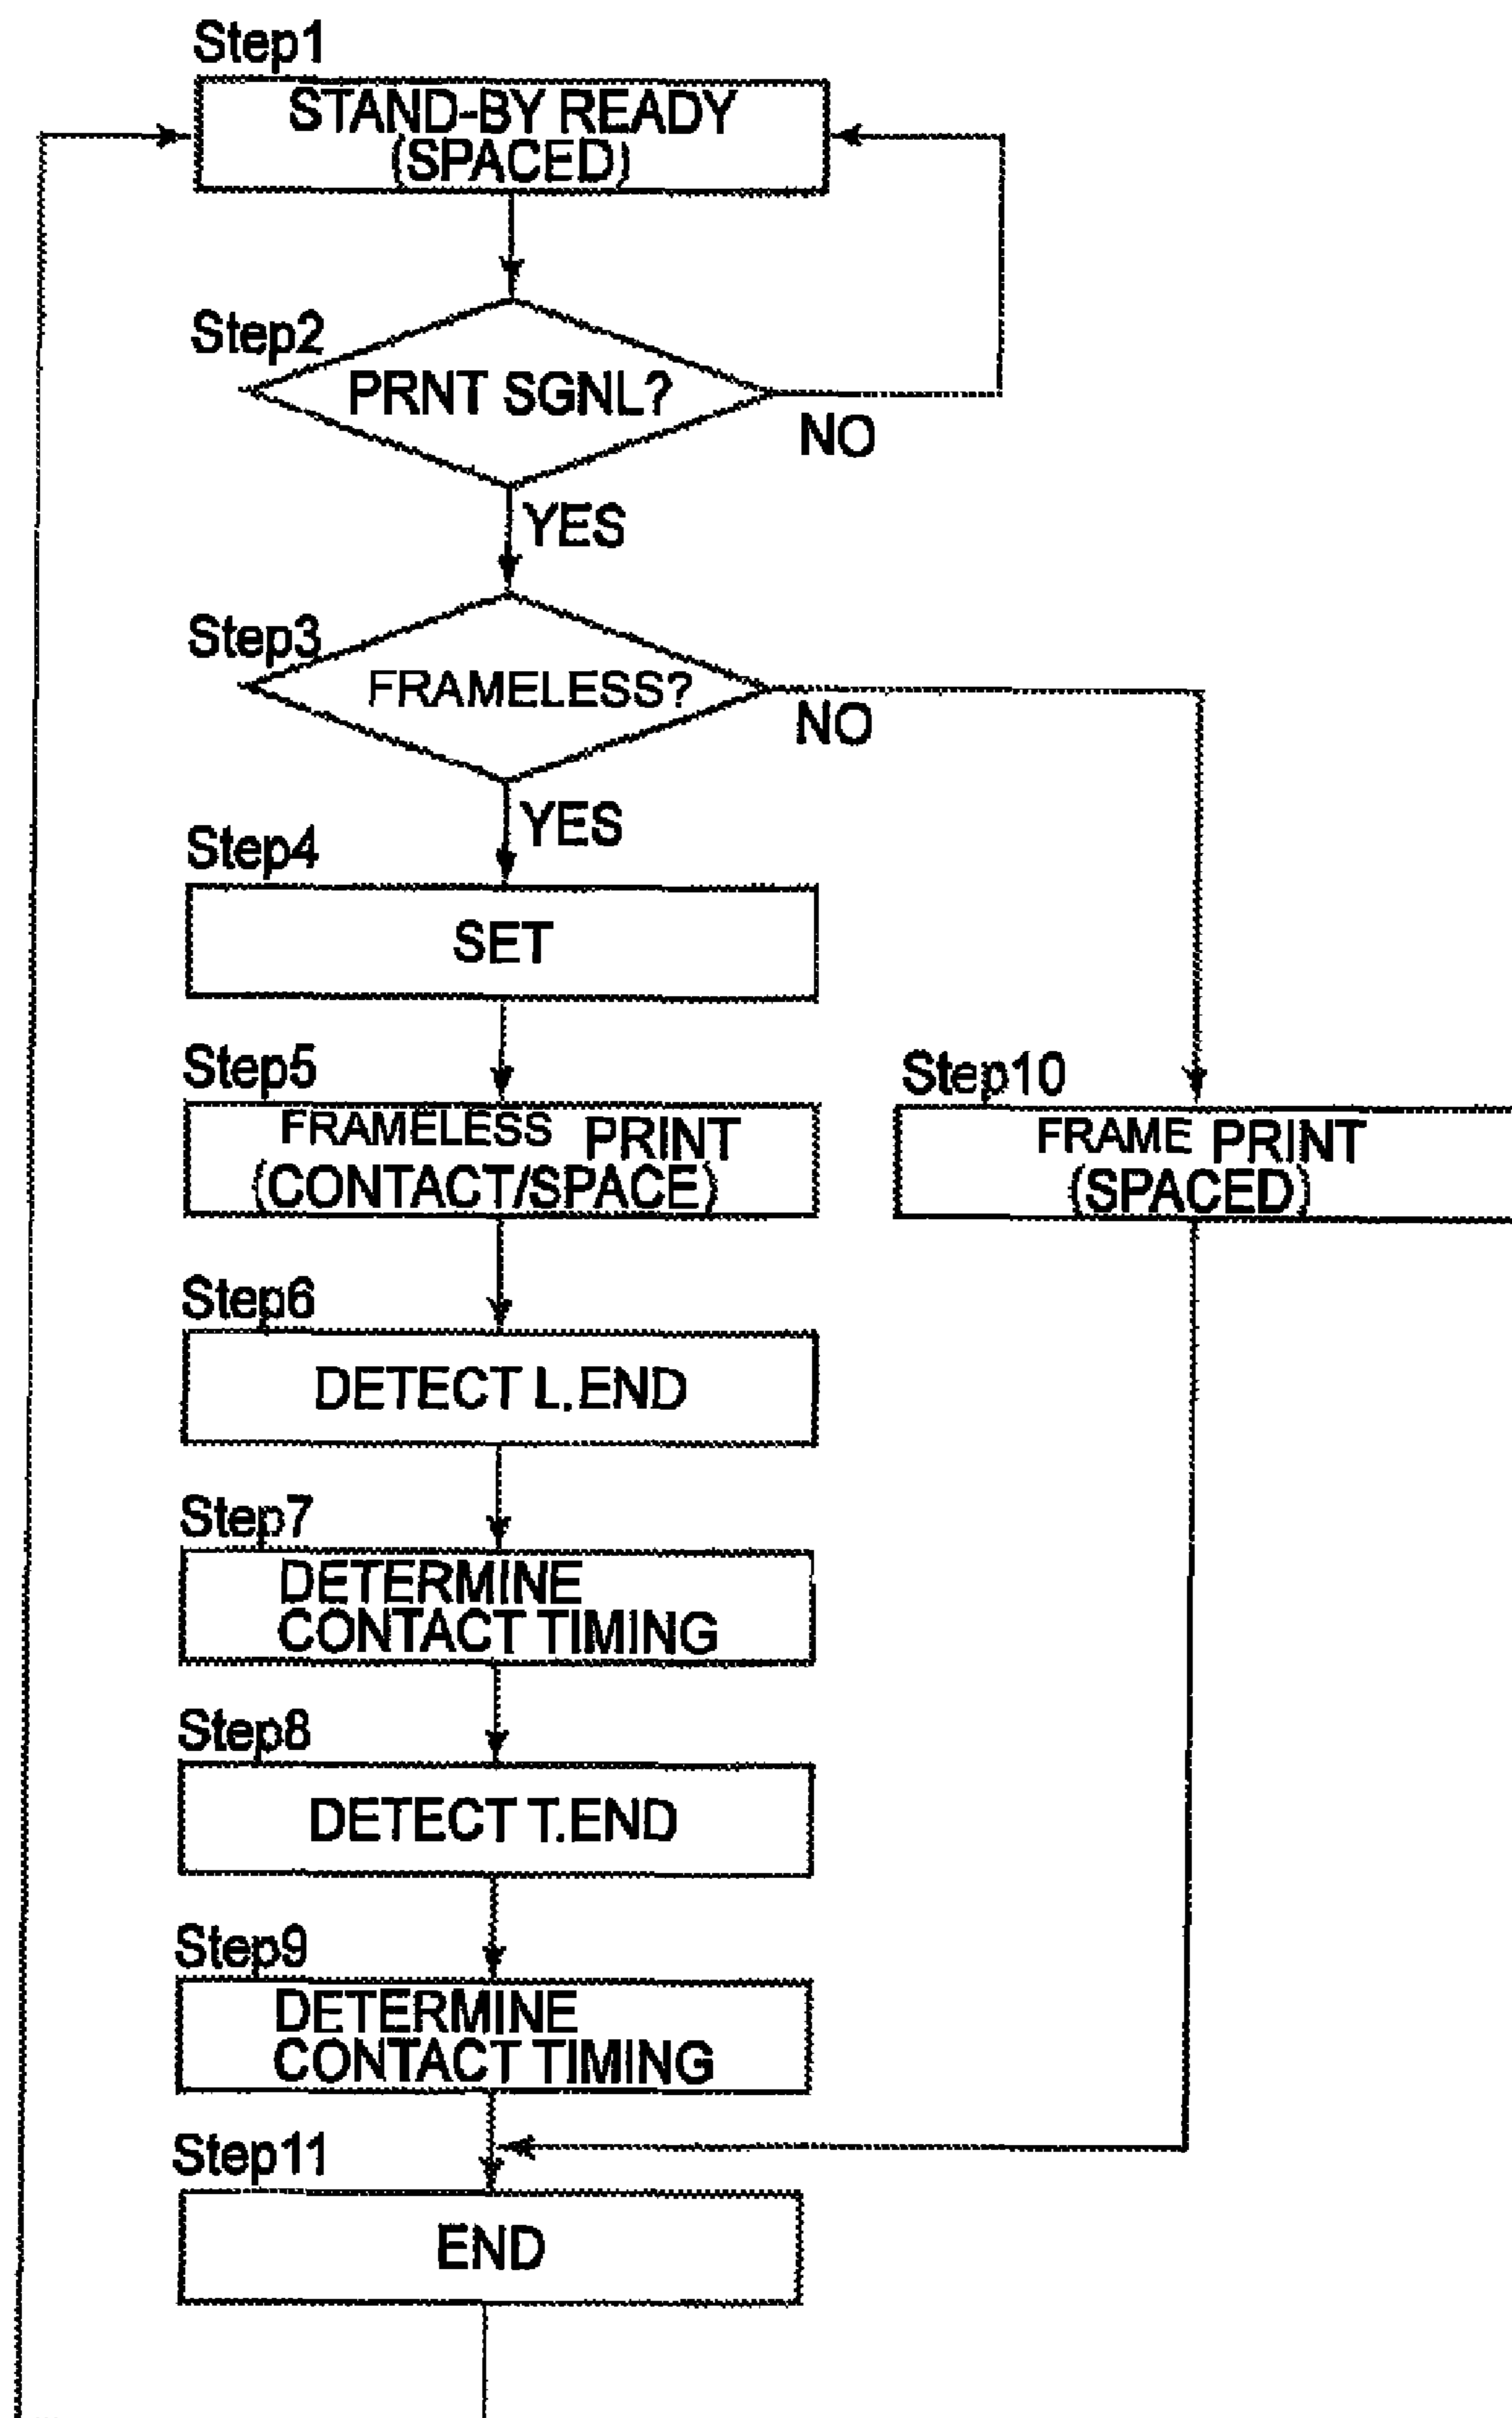 Step1
STAND-BY READY
(SPACED)
Step2
PRNT SGNL?
NO
YES
Step3
FRAMELESS?
NO
YES
Step4
SET
Step5
FRAMELESS PRINT
(CONTACT/SPACE)
Step10
FRAME PRINT
(SPACED)
Step6
DETECT L.END
Step7
DETERMINE
CONTACT TIMING
Step8
DETECT T.END
Step9
DETERMINE
CONTACT TIMING
Step11
END